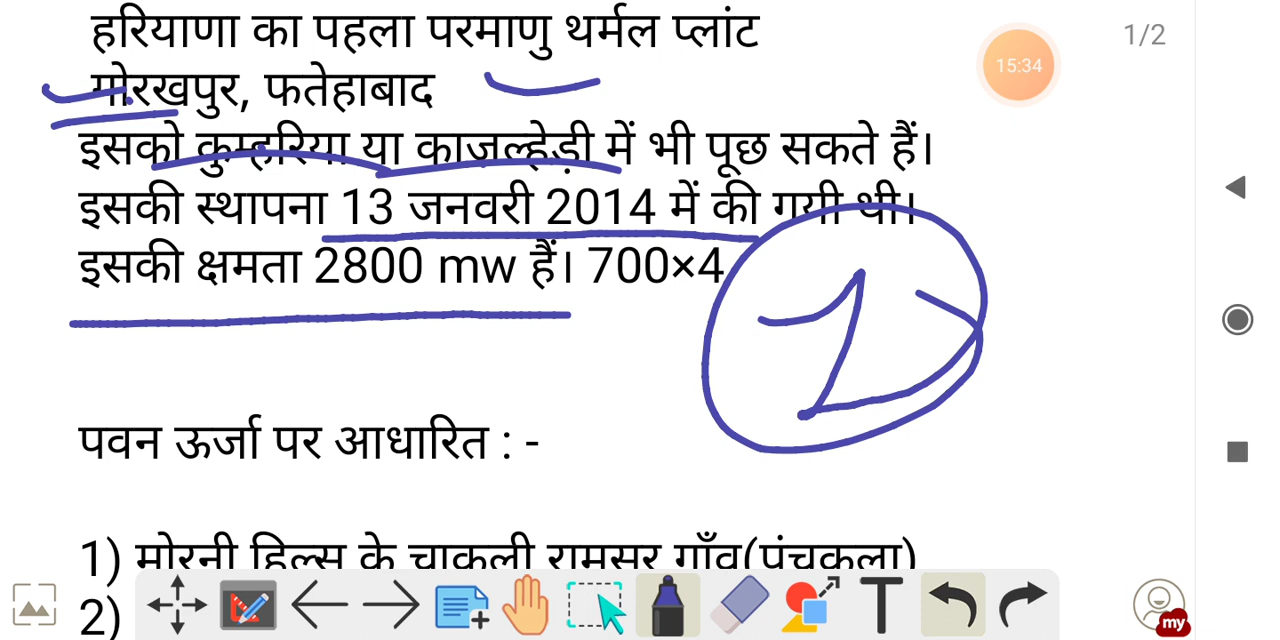 हरियाणा का पहला परमाणु थर्मल प्लांट
1/2
15:34
गोरखपुर, फतेहाबाद
इसको कुम्हरिया या काज़ल्हेड़ी में भी पूछ सकते हैं।
इसकी स्थापना 13 जनवरी 2014 में की गयी थी।
इसकी क्षमता 2800 mw हैं। 700×4
पवन ऊर्जा पर आधारित : -
1) मोरनी हिल्स के चाकली रामसर गाँव(पंचकुला)
2)
T
my